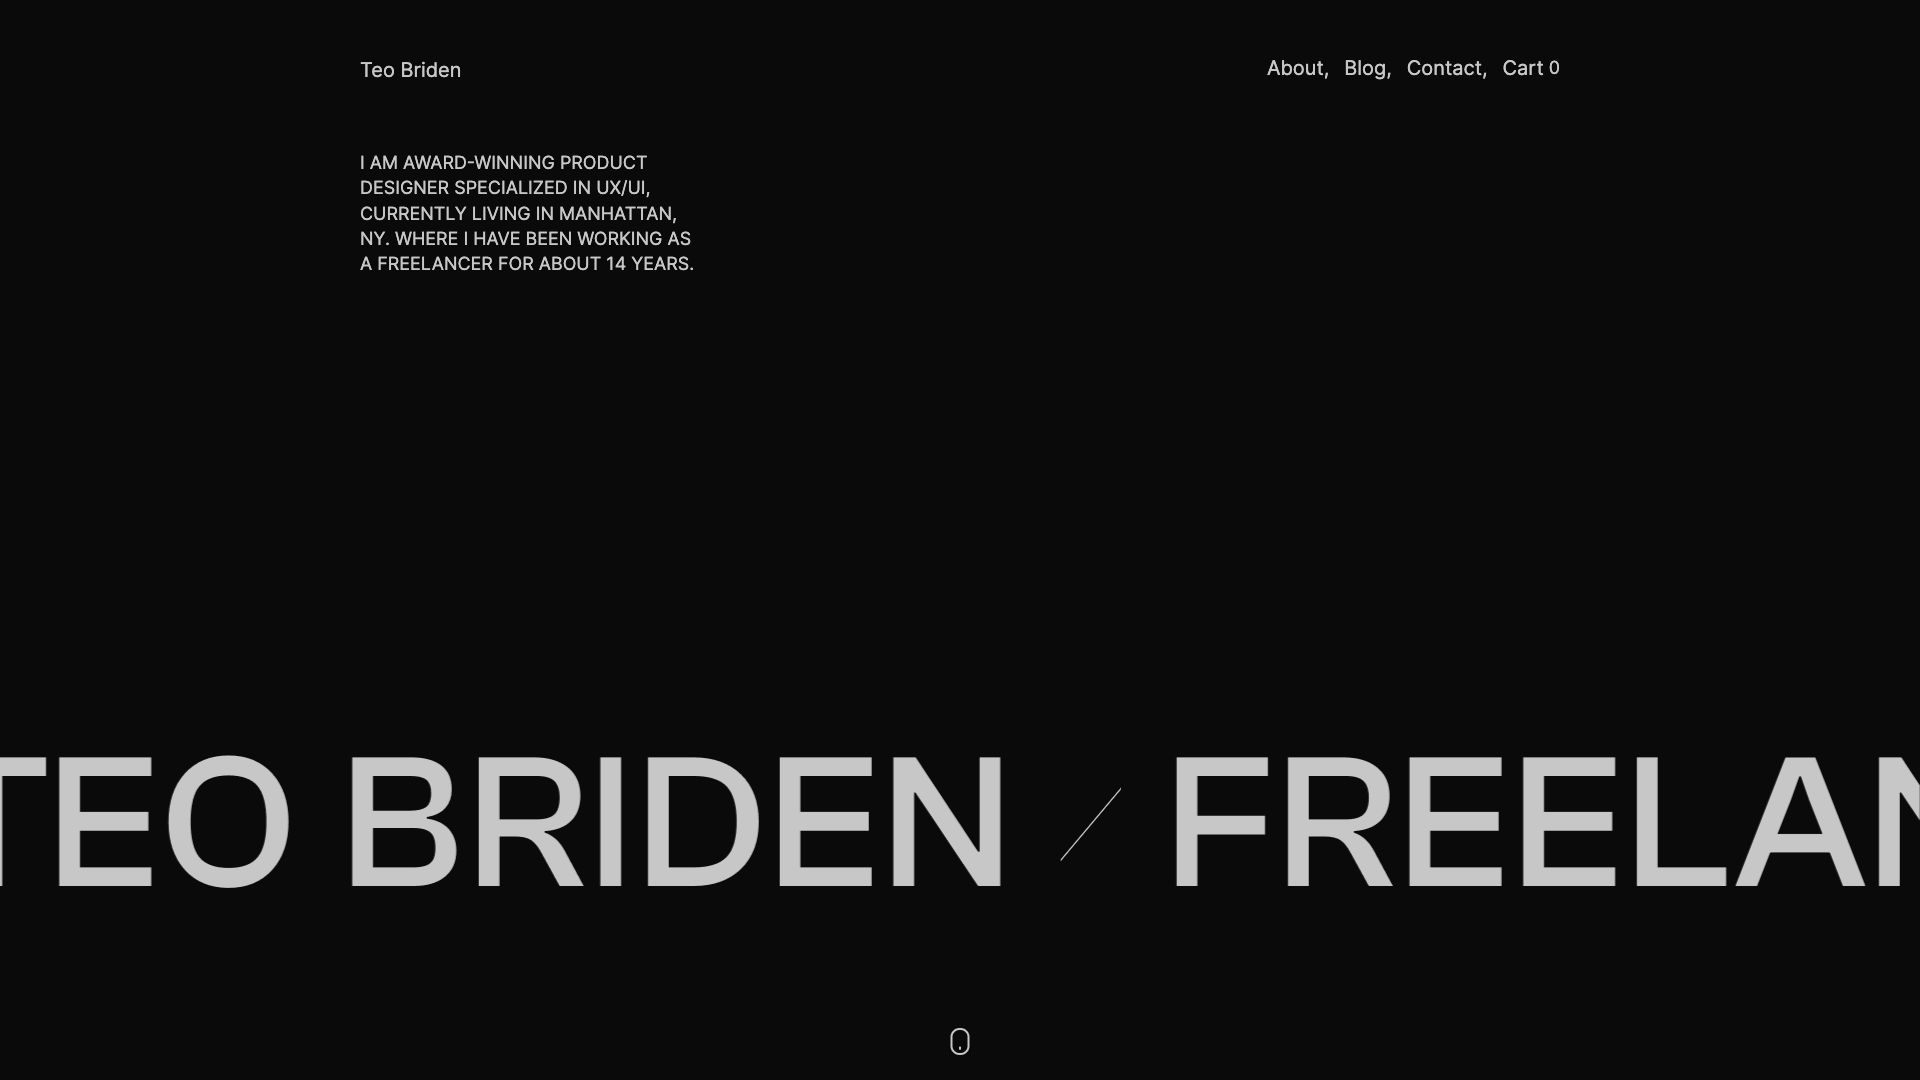 Teo Briden
About, Blog, Contact, Cart 0
I AM AWARD-WINNING PRODUCT
DESIGNER SPECIALIZED IN UX/UI,
CURRENTLY LIVING IN MANHATTAN,
NY. WHERE I HAVE BEEN WORKING AS
A FREELANCER FOR ABOUT 14 YEARS.
TEO BRIDEN / FREELAN